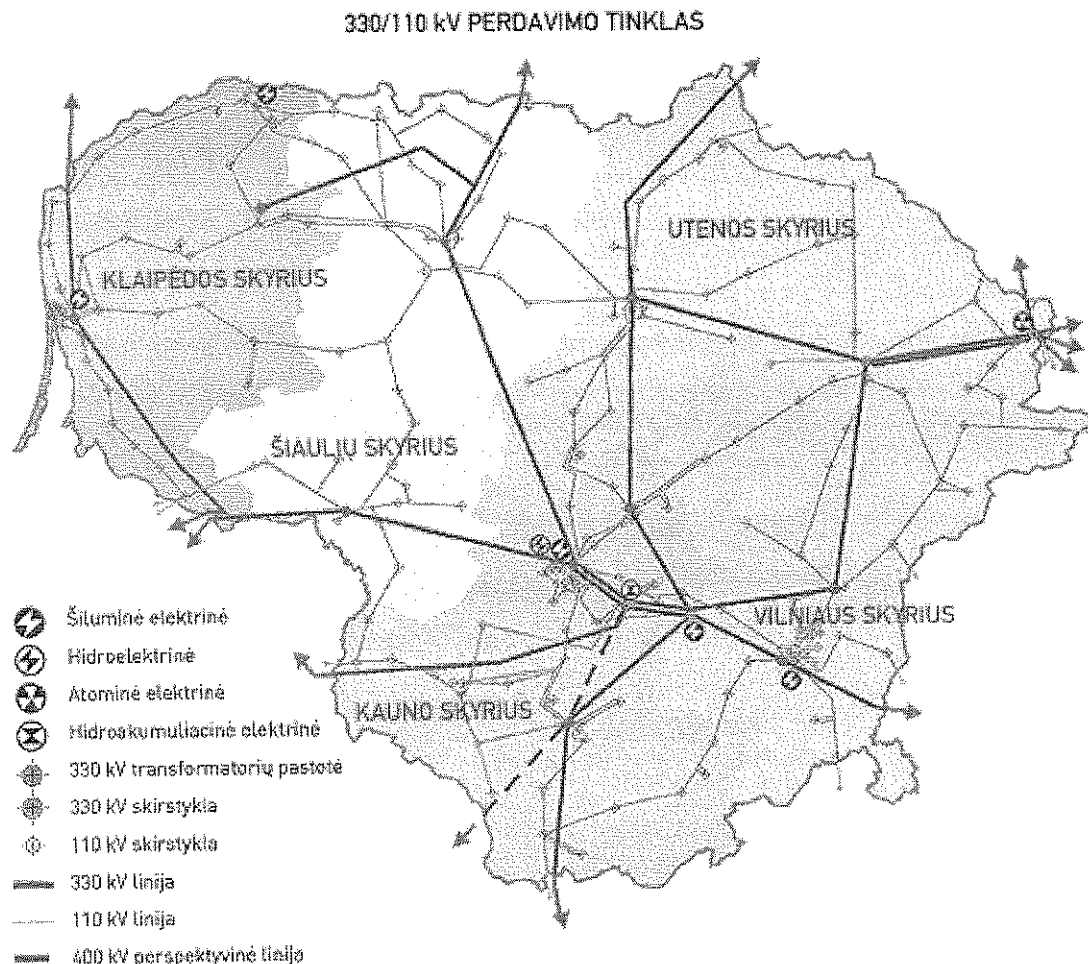 330/110 kV PERDAVIMO TINKLAS
UTENOS SKYRIUS
KLAIPĖDOS SKYRIUS
ŠIAULIŲ SKYRIUS
VILNIAUS SKYRIUS
KAUNO SKYRIUS
Šiluminė elektrinė
Hidroelektrinė
Atominė elektrinė
Hidroakumuliacinė elektrinė
330 kV transformatorių pastotė
330 kV skirstykla
110 kV skirstykla
330 kV linija
110 kV linija
400 kV perspektyvinė linija